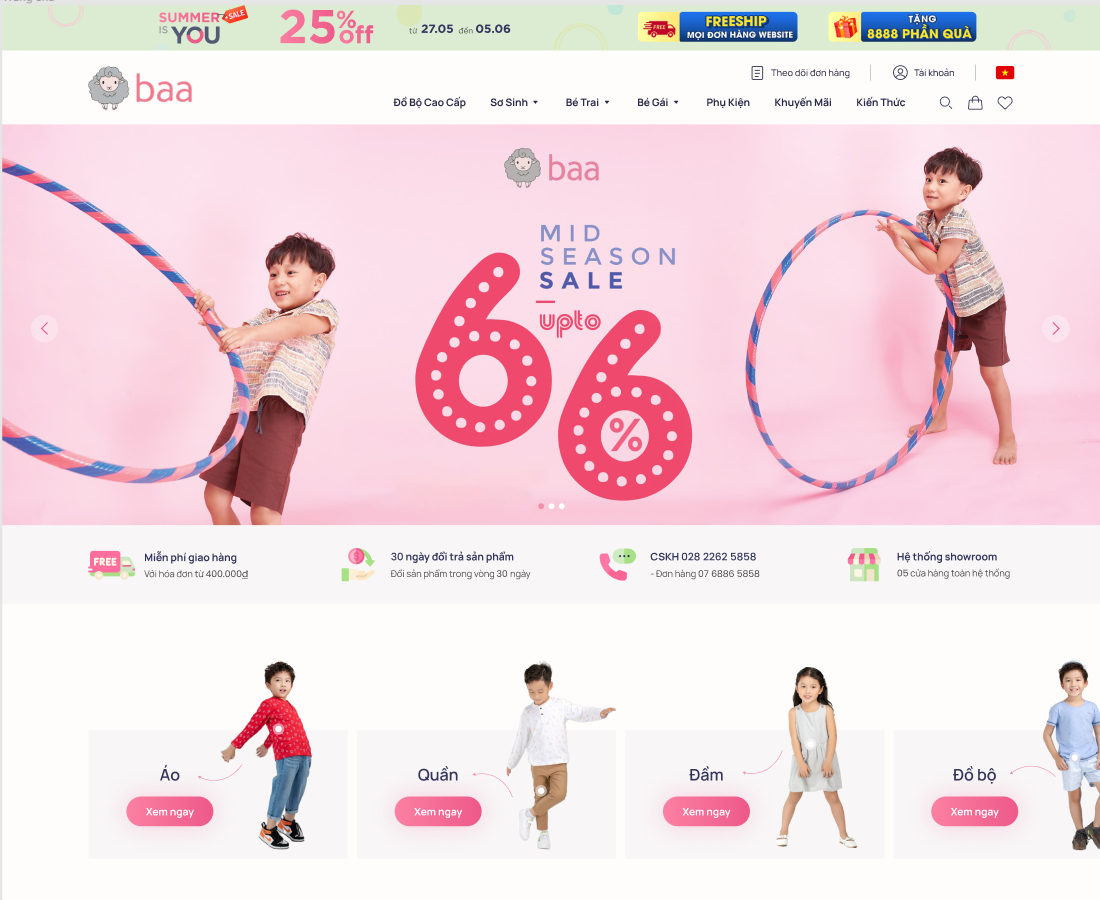 SUMMER SALE
IS YOU
25% off
từ 27.05 đến 05.06
FREE
FREESHIP
MỌI ĐƠN HÀNG WEBSITE
TẶNG
8888 PHẦN QUÀ
baa
Theo dõi đơn hàng
Tài khoản
Đồ Bộ Cao Cấp
Sơ Sinh
Bé Trai
Bé Gái
Phụ Kiện
Khuyến Mãi
Kiến Thức
baa
MID
SEASON
SALE
upto
66%
FREE
Miễn phí giao hàng
Với hóa đơn từ 400.000đ
30 ngày đổi trả sản phẩm
Đổi sản phẩm trong vòng 30 ngày
CSKH 028 2262 5858
- Đơn hàng 07 6886 5858
Hệ thống showroom
05 cửa hàng toàn hệ thống
Áo
Xem ngay
Quần
Xem ngay
Đầm
Xem ngay
Đồ bộ
Xem ngay